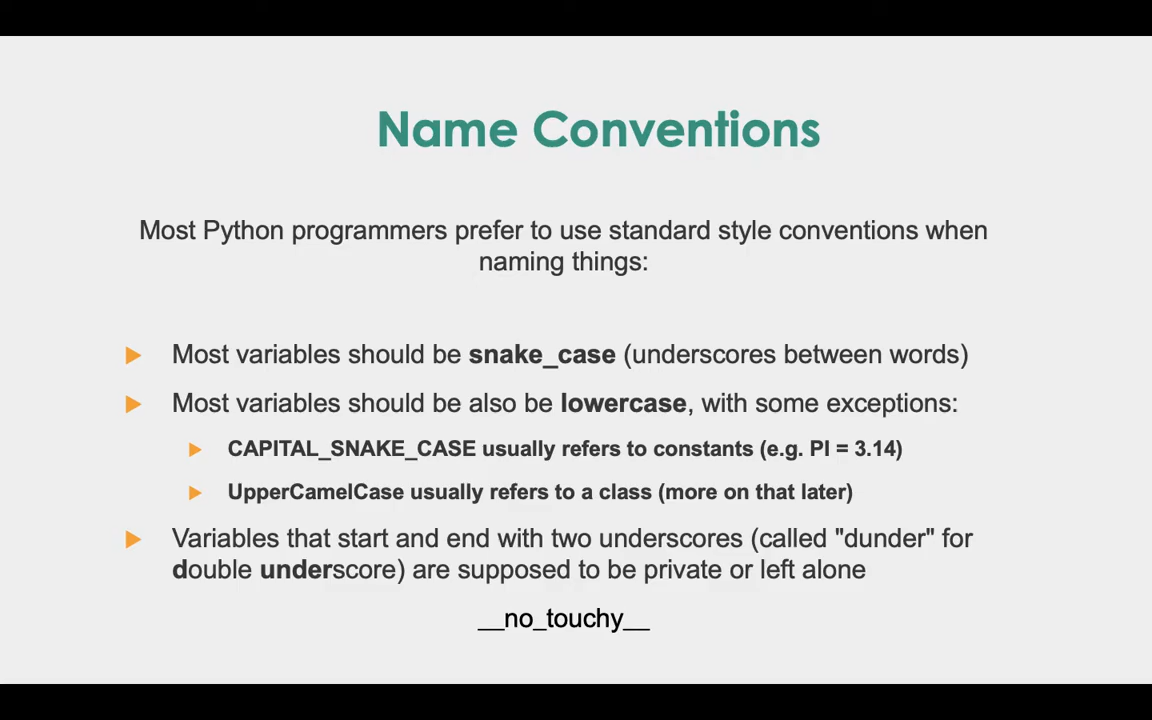 Name Conventions
Most Python programmers prefer to use standard style conventions when
naming things:
Most variables should be snake_case (underscores between words)
Most variables should be also be lowercase, with some exceptions:
CAPITAL_SNAKE_CASE usually refers to constants (e.g. PI = 3.14)
UpperCamelCase usually refers to a class (more on that later)
Variables that start and end with two underscores (called "dunder" for
double underscore) are supposed to be private or left alone
__no_touchy__